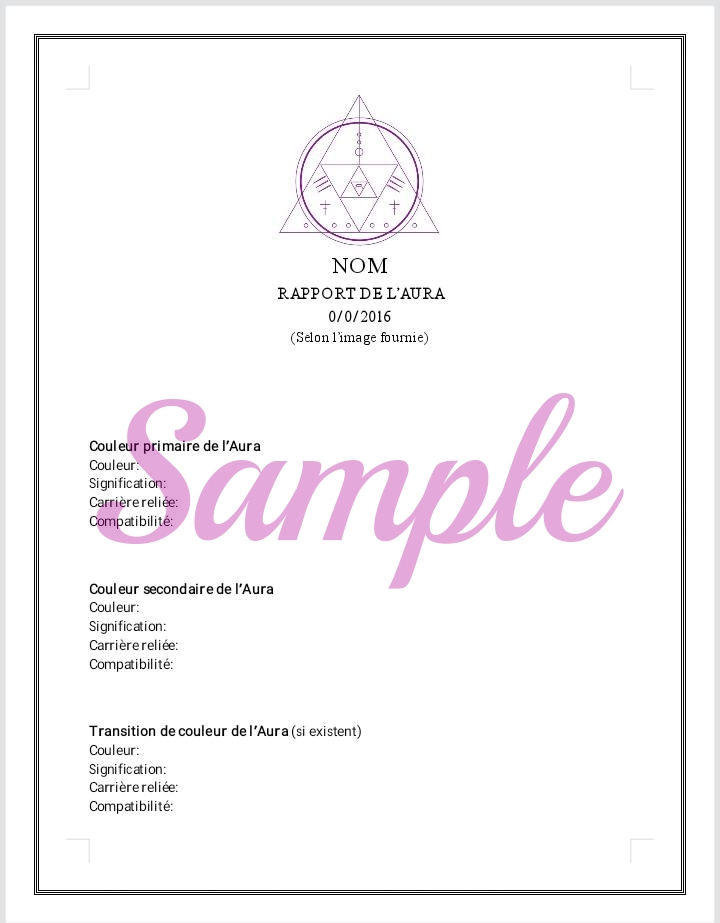 NOM
RAPPORT DE L'AURA
0/0/2016
(Selon l'image fournie)
Sample
Couleur primaire de l'Aura
Couleur:
Signification:
Carrière reliée:
Compatibilité:
Couleur secondaire de l'Aura
Couleur:
Signification:
Carrière reliée:
Compatibilité:
Transition de couleur de l'Aura (si existent)
Couleur:
Signification:
Carrière reliée:
Compatibilité: